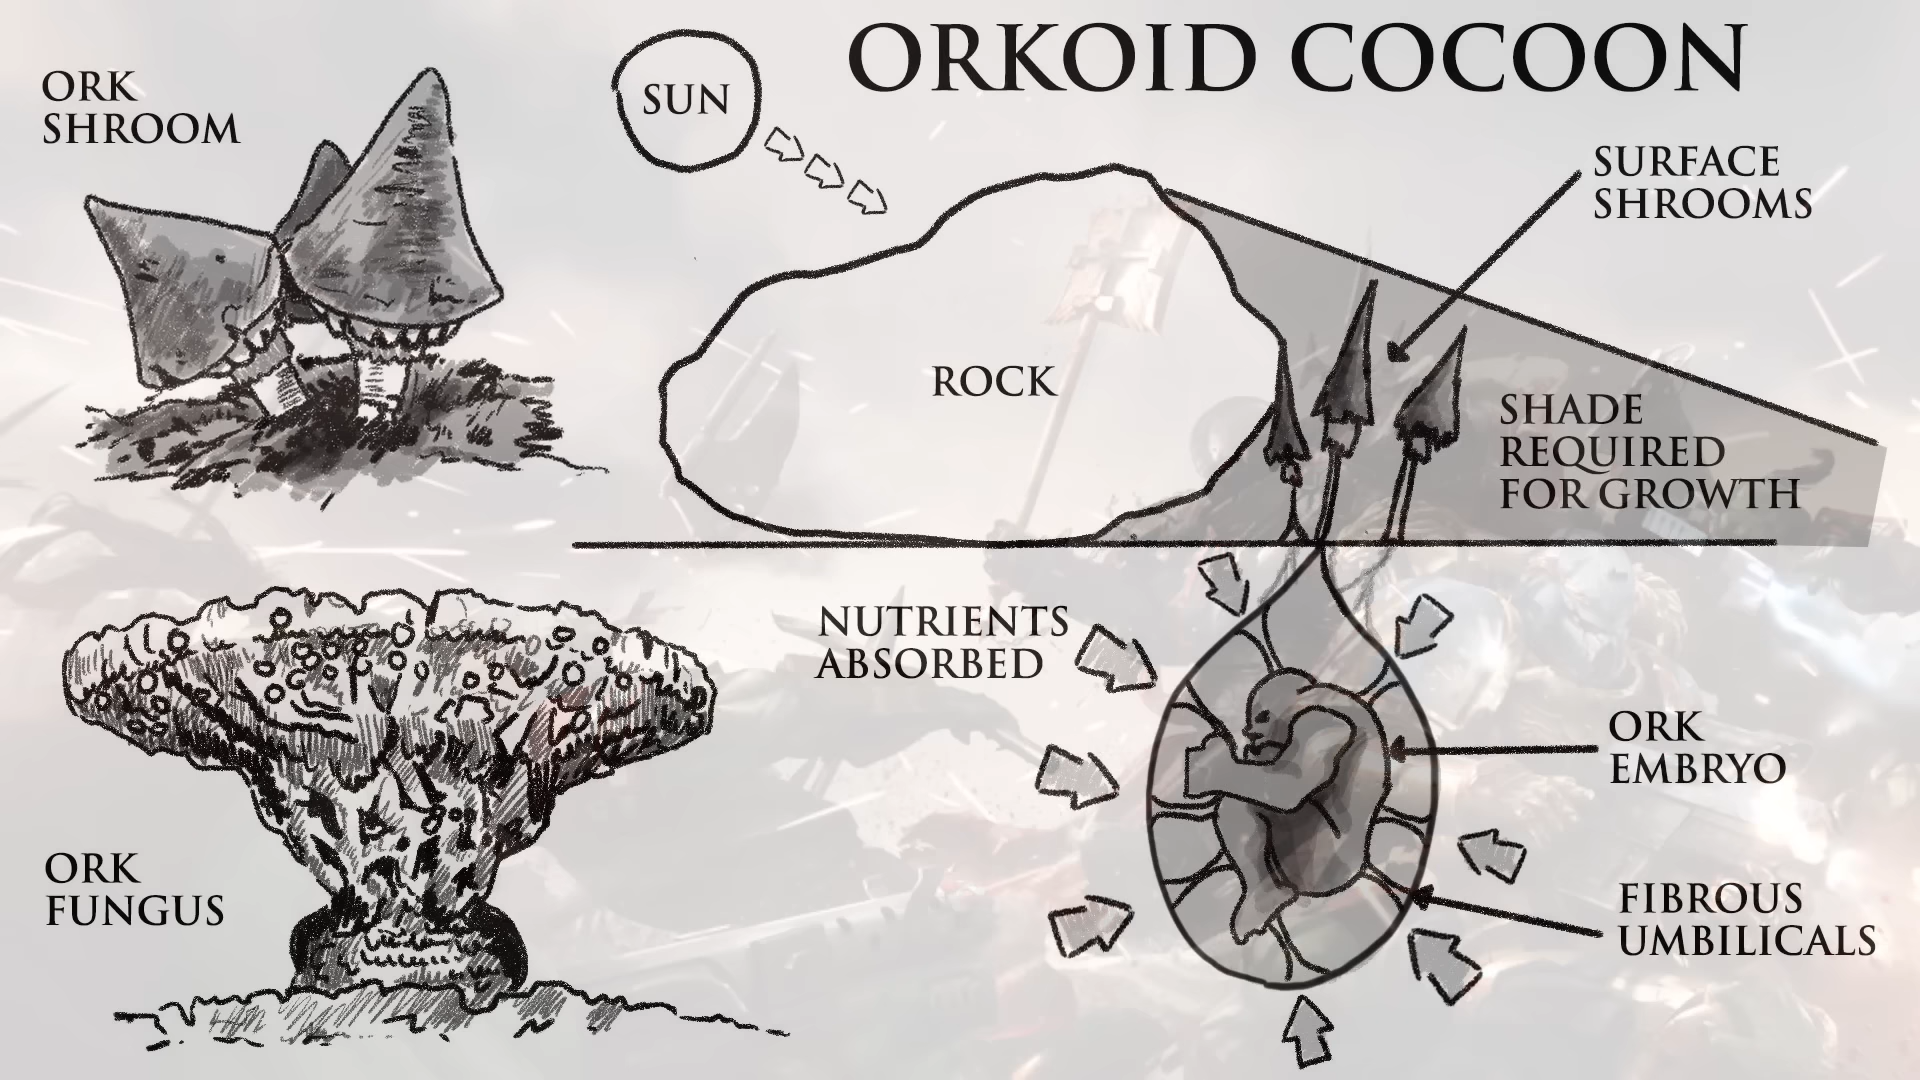 ORKOID COCOON
ORK
SHROOM
SUN
SURFACE
SHROOMS
ROCK
SHADE
REQUIRED
FOR GROWTH
NUTRIENTS
ABSORBED
ORK
EMBRYO
ORK
FUNGUS
FIBROUS
UMBILICALS